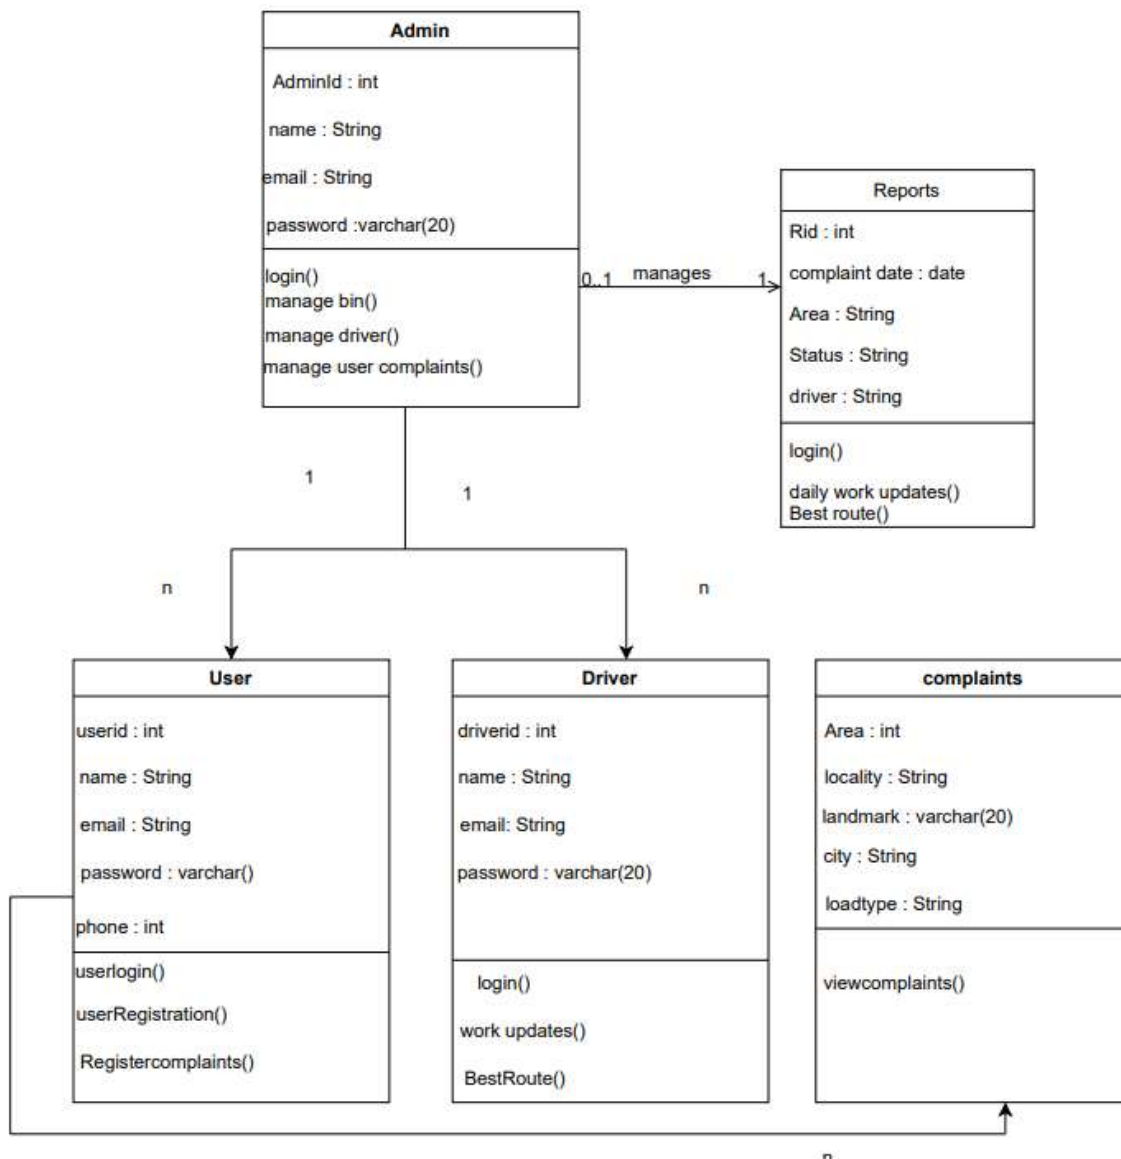 Admin
AdminId : int
name : String
email : String
password :varchar(20)
login()
manage bin()
manage driver()
manage user complaints()
0..1
manages
1
Reports
Rid : int
complaint date : date
Area : String
Status : String
driver : String
login()
daily work updates()
Best route()
1
1
n
n
User
userid : int
name : String
email : String
password : varchar()
phone : int
userlogin()
userRegistration()
Registercomplaints()
Driver
driverid : int
name : String
email: String
password : varchar(20)
login()
work updates()
BestRoute()
complaints
Area : int
locality : String
landmark : varchar(20)
city : String
loadtype : String
viewcomplaints()
n